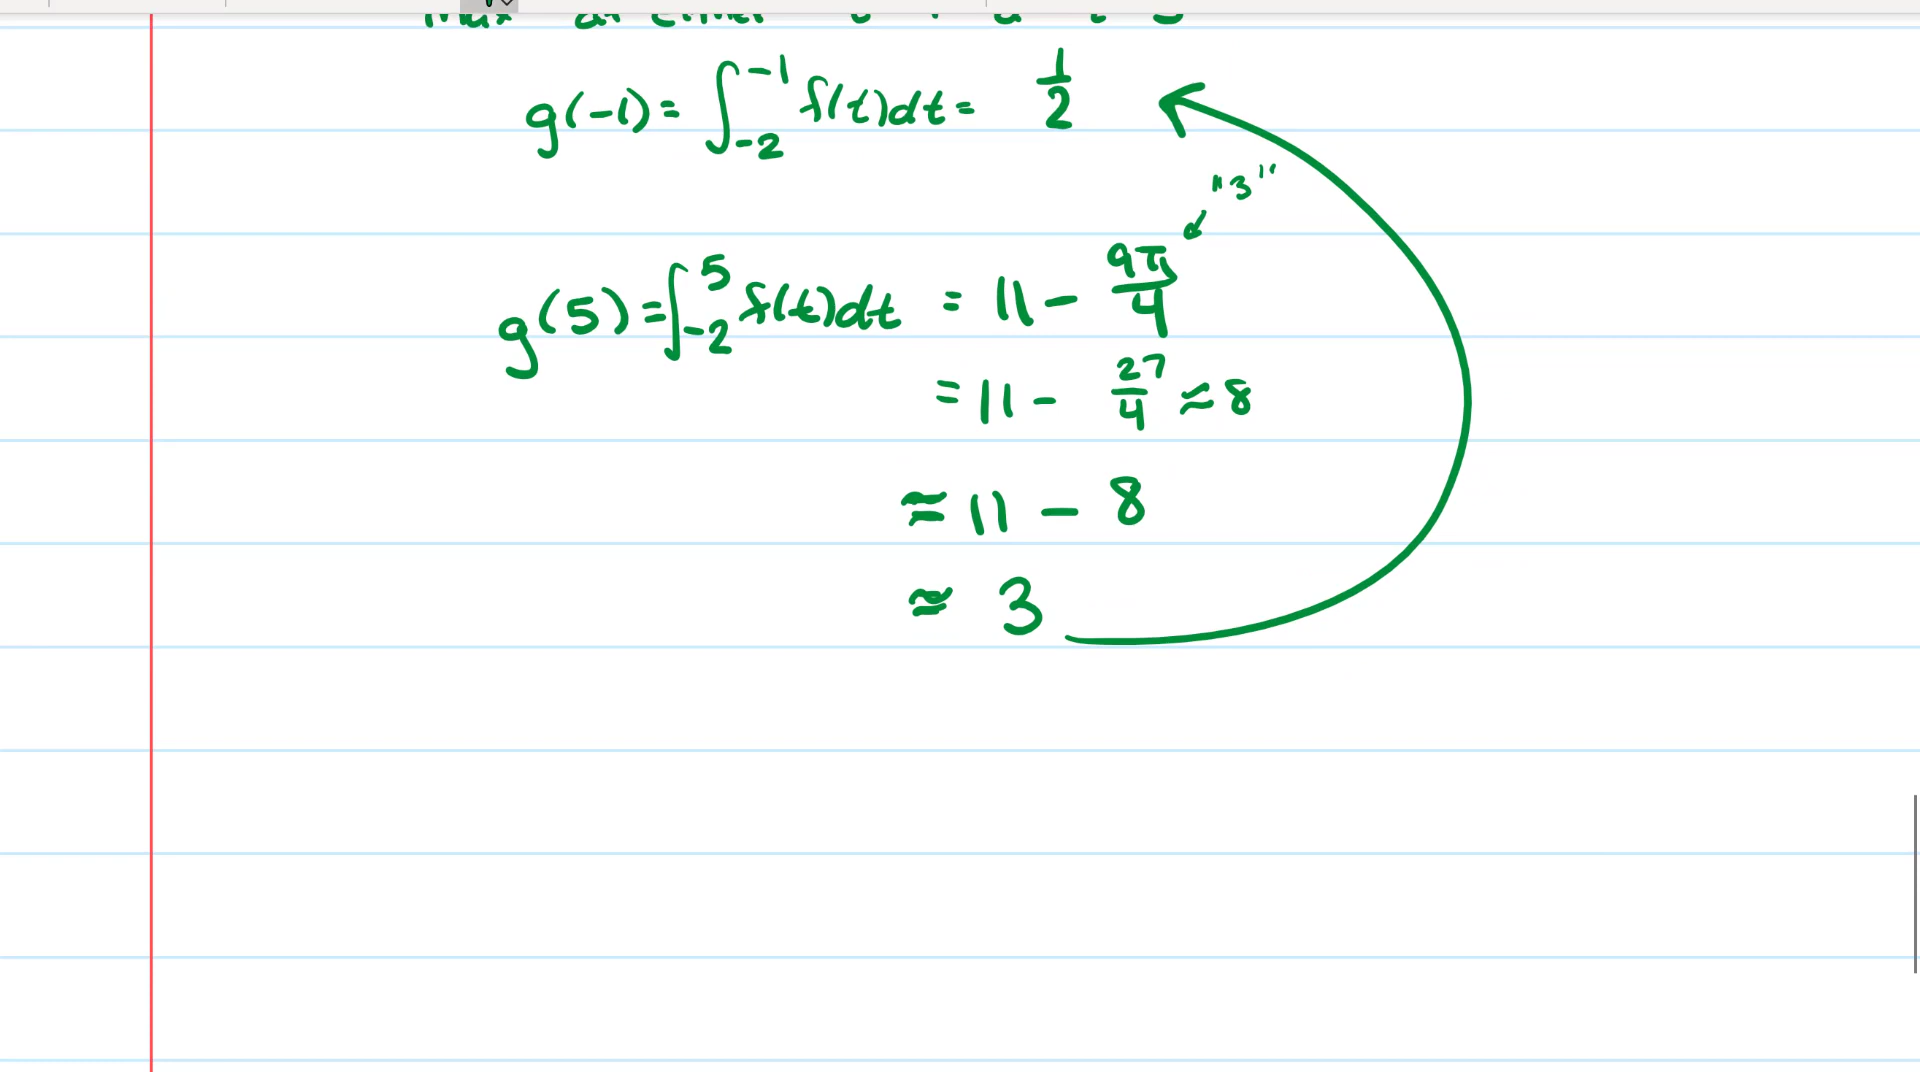 g(-1) = ∫_{-2}^{-1} f(t)dt = 1/2
"3"
g(5) = ∫_{-2}^{5} f(t)dt = 11 - 9π/4
= 11 - 27/4 ≈ 8
≈ 11 - 8
≈ 3